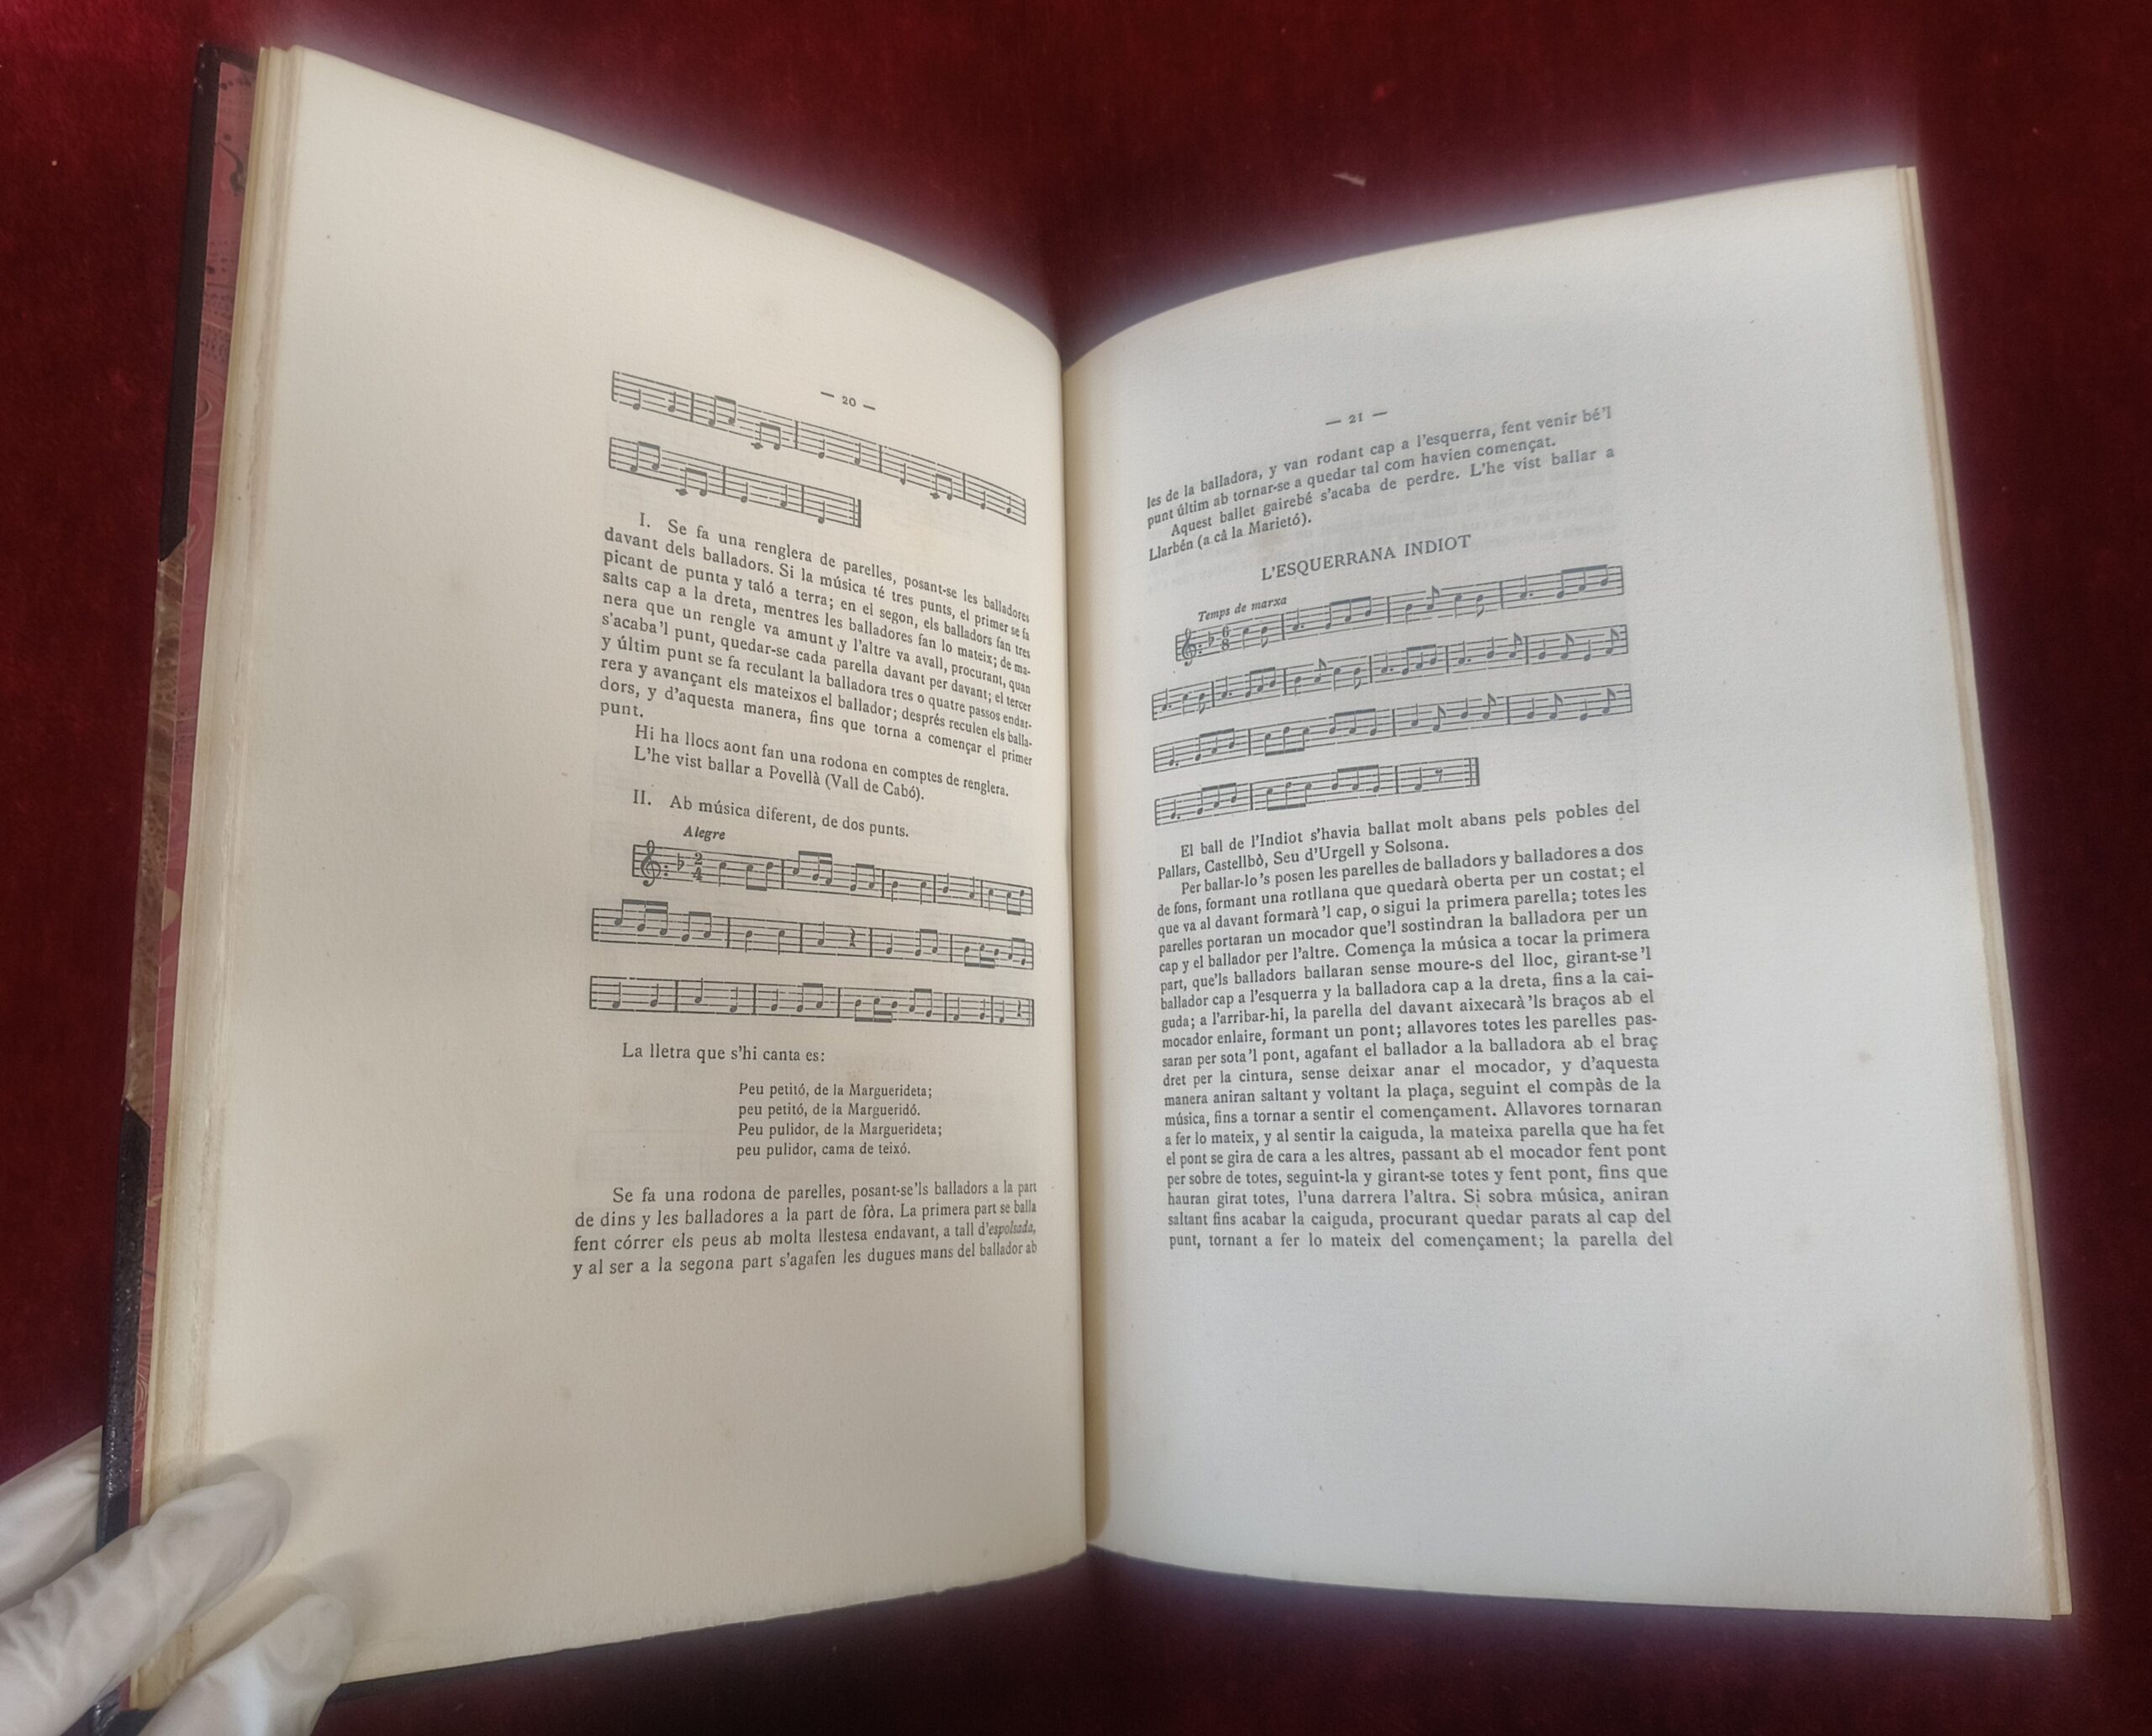 — 20 —
I. Se fa una renglera de parelles, posant-se les balladores
davant dels balladors. Si la música té tres punts, el primer se fa
picant de punta y taló a terra; en el segon, els balladors fan tres
salts cap a la dreta, mentres les balladores fan lo mateix; de ma-
nera que un rengle va amunt y l'altre va avall, procurant, quan
s'acaba'l punt, quedar-se cada parella davant per davant; el tercer
y últim punt se fa reculant la balladora tres o quatre passos endar-
rera y avançant els mateixos el ballador; després reculen els balla-
dors, y d'aquesta manera, fins que torna a començar el primer
punt.
Hi ha llocs aont fan una rodona en comptes de renglera.
L'he vist ballar a Povellà (Vall de Cabó).
II. Ab música diferent, de dos punts.
Alegre
2
4
La lletra que s'hi canta es:
Peu petitó, de la Marguerideta;
peu petitó, de la Margueridó.
Peu pulidor, de la Marguerideta;
peu pulidor, cama de teixó.
Se fa una rodona de parelles, posant-se'ls balladors a la part
de dins y les balladores a la part de fòra. La primera part se balla
fent córrer els peus ab molta llestesa endavant, a tall d'espolsada,
y al ser a la segona part s'agafen les dugues mans del ballador ab
— 21 —
les de la balladora, y van rodant cap a l'esquerra, fent venir bé'l
punt últim ab tornar-se a quedar tal com havien començat.
Aquest ballet gairebé s'acaba de perdre. L'he vist ballar a
Llarbén (a câ la Marietó).
L'ESQUERRANA INDIOT
Temps de marxa
6
8
El ball de l'Indiot s'havia ballat molt abans pels pobles del
Pallars, Castellbò, Seu d'Urgell y Solsona.
Per ballar-lo's posen les parelles de balladors y balladores a dos
de fons, formant una rotllana que quedarà oberta per un costat; el
que va al davant formarà'l cap, o sigui la primera parella; totes les
parelles portaran un mocador que'l sostindran la balladora per un
cap y el ballador per l'altre. Comença la música a tocar la primera
part, que'ls balladors ballaran sense moure-s del lloc, girant-se'l
ballador cap a l'esquerra y la balladora cap a la dreta, fins a la cai-
guda; a l'arribar-hi, la parella del davant aixecarà'ls braços ab el
mocador enlaire, formant un pont; allavores totes les parelles pas-
saran per sota'l pont, agafant el ballador a la balladora ab el braç
dret per la cintura, sense deixar anar el mocador, y d'aquesta
manera aniran saltant y voltant la plaça, seguint el compàs de la
música, fins a tornar a sentir el començament. Allavores tornaran
a fer lo mateix, y al sentir la caiguda, la mateixa parella que ha fet
el pont se gira de cara a les altres, passant ab el mocador fent pont
per sobre de totes, seguint-la y girant-se totes y fent pont, fins que
hauran girat totes, l'una darrera l'altra. Si sobra música, aniran
saltant fins acabar la caiguda, procurant quedar parats al cap del
punt, tornant a fer lo mateix del començament; la parella del